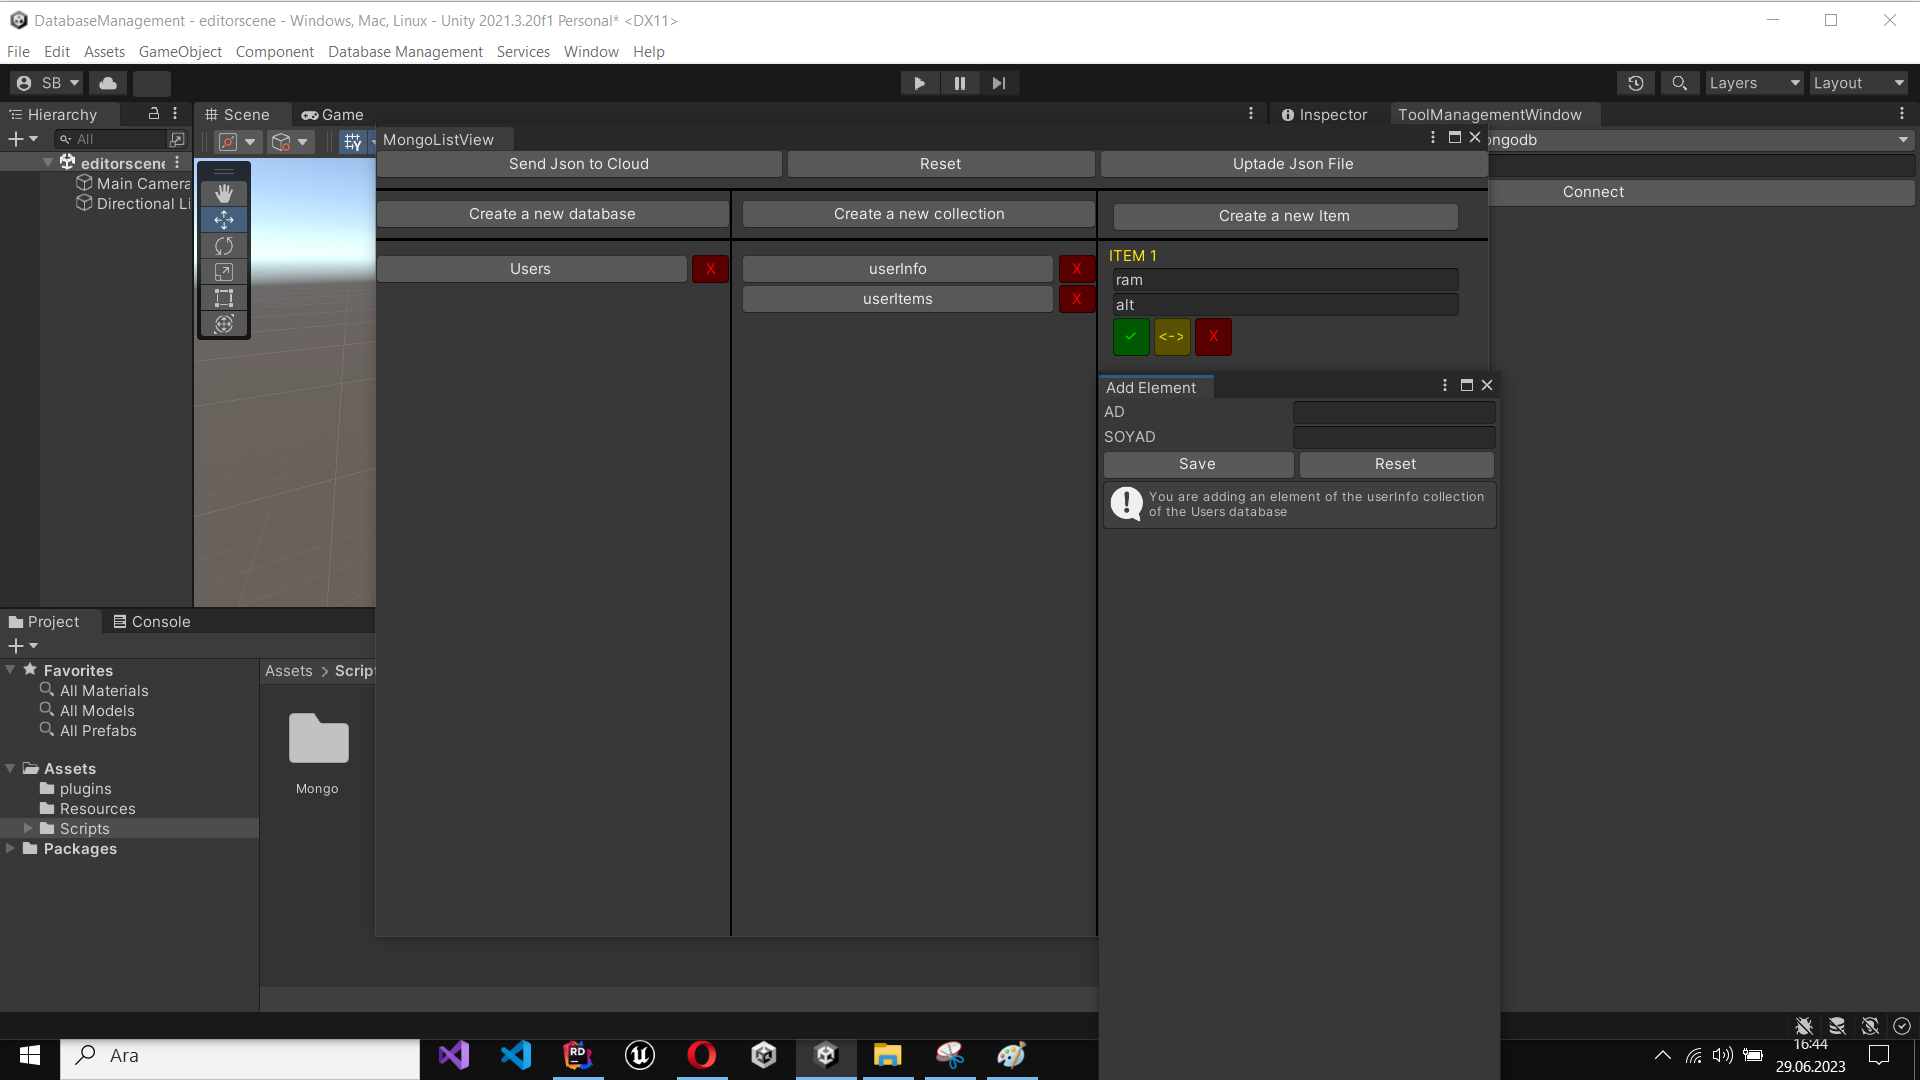 DatabaseManagement - editorscene - Windows, Mac, Linux - Unity 2021.3.20f1 Personal* <DX11>
File Edit Assets GameObject Component Database Management Services Window Help
SB Layers Layout
Hierarchy Scene Game Inspector ToolManagementWindow
All
editorscene
Main Camera
Directional Li
MongoListView
Send Json to Cloud Reset Uptade Json File
Create a new database Create a new collection Create a new Item
Users X
userInfo X
userItems X
ITEM 1
ram
alt
✓ <-> X
ongodb
Connect
Add Element
AD
SOYAD
Save Reset
You are adding an element of the userInfo collection
of the Users database
Project Console
Favorites
All Materials
All Models
All Prefabs
Assets
plugins
Resources
Scripts
Packages
Assets > Script
Mongo
Ara
RD
16:44
29.06.2023